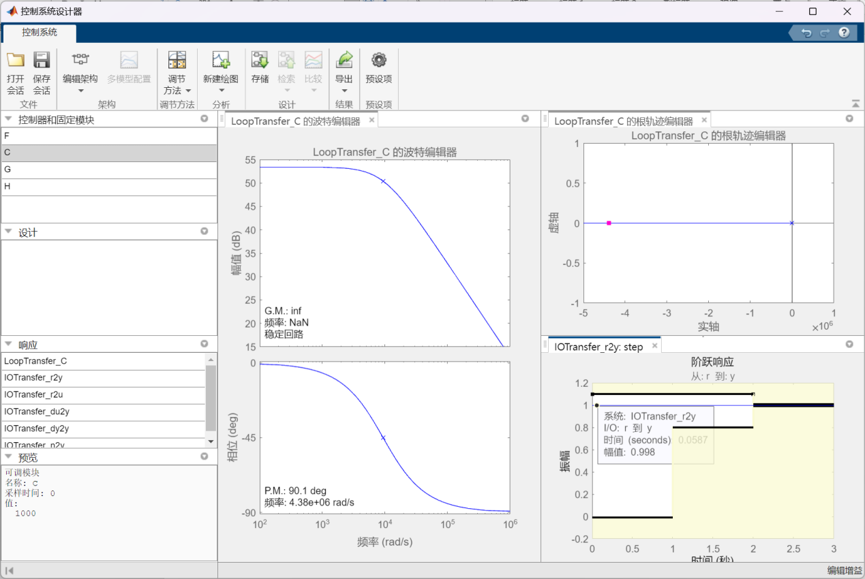 控制系统设计器
控制系统
打开会话
保存会话
编辑架构
多模型配置
调节方法
新建绘图
存储
检索
比较
导出
预设项
文件
架构
调节方法
分析
设计
结果
预设项
控制器和固定模块
F
C
G
H
设计
响应
LoopTransfer_C
IOTransfer_r2y
IOTransfer_r2u
IOTransfer_du2y
IOTransfer_dy2y
IOTransfer_n2y
预览
可调模块
名称: C
采样时间: 0
值:
1000
LoopTransfer_C 的波特编辑器
LoopTransfer_C 的波特编辑器
55
50
45
40
35
30
25
20
15
幅值 (dB)
G.M.: inf
频率: NaN
稳定回路
0
-45
-90
相位 (deg)
P.M.: 90.1 deg
频率: 4.38e+06 rad/s
10² 10³ 10⁴ 10⁵ 10⁶
频率 (rad/s)
LoopTransfer_C 的根轨迹编辑器
LoopTransfer_C 的根轨迹编辑器
1
0.5
0
-0.5
-1
虚轴
-5 -4 -3 -2 -1 0 1
实轴
×10⁶
IOTransfer_r2y: step
阶跃响应
从: r 到: y
1.2
1
0.8
0.6
0.4
0.2
0
-0.2
振幅
系统: IOTransfer_r2y
I/O: r 到 y
时间 (seconds) 0.0587
幅值: 0.998
0 0.5 1 1.5 2 2.5 3
时间 (秒)
编辑增益